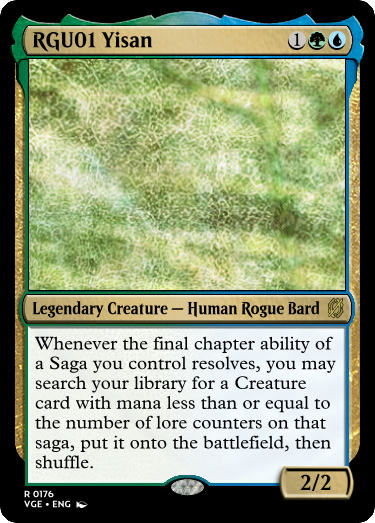 RGU01 Yisan
1
Legendary Creature — Human Rogue Bard
Whenever the final chapter ability of
a Saga you control resolves, you may
search your library for a Creature
card with mana less than or equal to
the number of lore counters on that
saga, put it onto the battlefield, then
shuffle.
2/2
R 0176
VGE • ENG